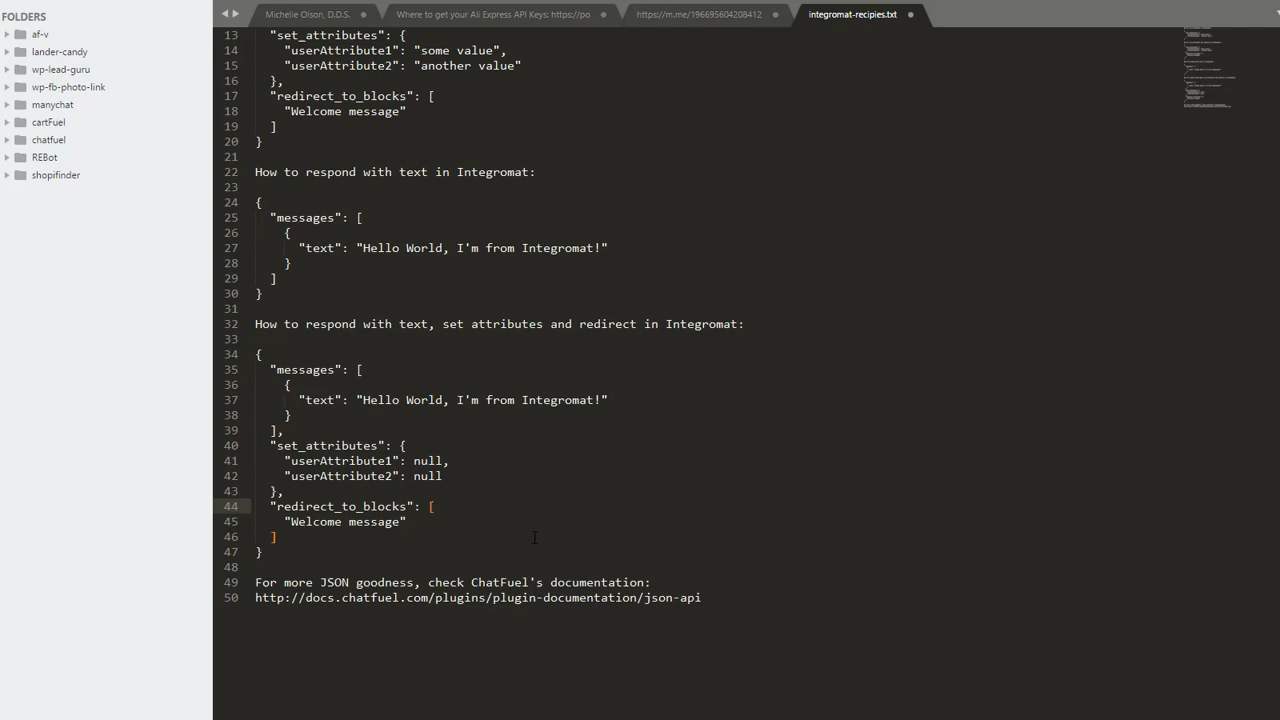 FOLDERS
af-v
lander-candy
wp-lead-guru
wp-fb-photo-link
manychat
cartFuel
chatfuel
REBot
shopifinder
Michelle Olson, D.D.S.
Where to get your Ali Express API Keys: https://po
https://m.me/196695604208412
integromat-recipies.txt
13 "set_attributes": {
14 "userAttribute1": "some value",
15 "userAttribute2": "another value"
16 },
17 "redirect_to_blocks": [
18 "Welcome message"
19 ]
20 }
21
22 How to respond with text in Integromat:
23
24 {
25 "messages": [
26 {
27 "text": "Hello World, I'm from Integromat!"
28 }
29 ]
30 }
31
32 How to respond with text, set attributes and redirect in Integromat:
33
34 {
35 "messages": [
36 {
37 "text": "Hello World, I'm from Integromat!"
38 }
39 ],
40 "set_attributes": {
41 "userAttribute1": null,
42 "userAttribute2": null
43 },
44 "redirect_to_blocks": [
45 "Welcome message"
46 ]
47 }
48
49 For more JSON goodness, check ChatFuel's documentation:
50 http://docs.chatfuel.com/plugins/plugin-documentation/json-api